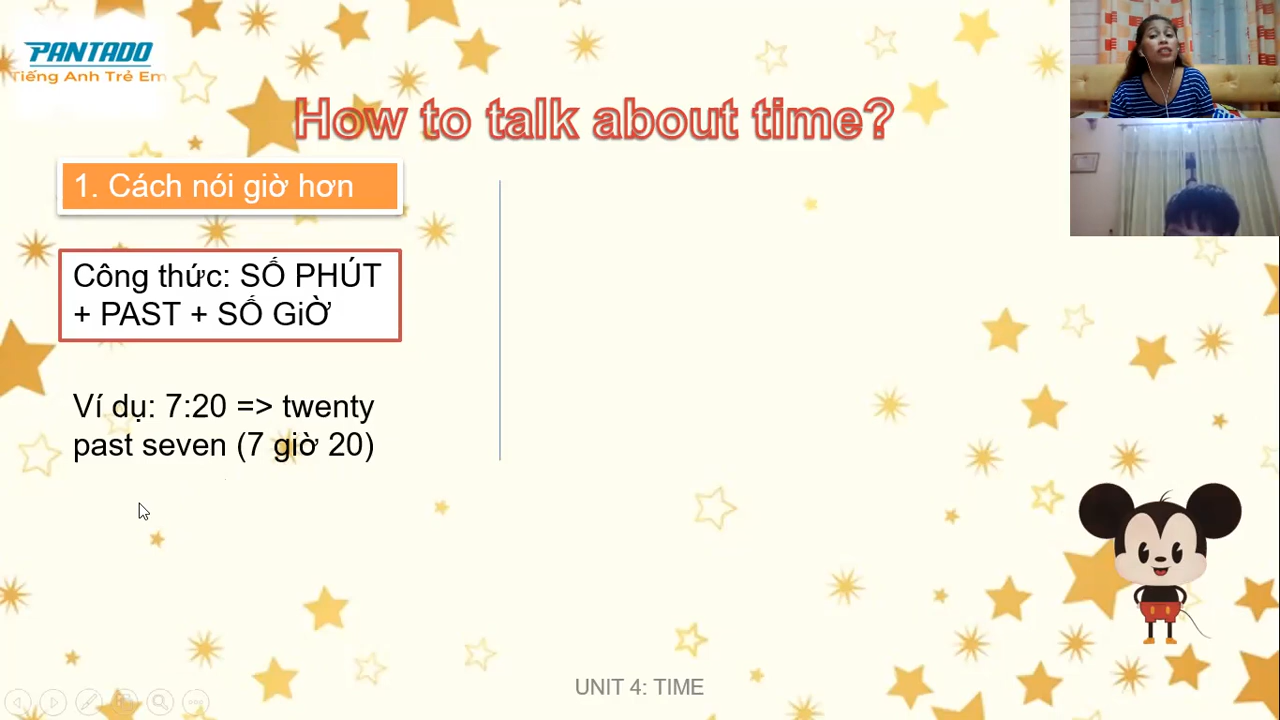 PANTADO
Tiếng Anh Trẻ Em
How to talk about time?
1. Cách nói giờ hơn
Công thức: SỐ PHÚT
+ PAST + SỐ GiỜ
Ví dụ: 7:20 => twenty
past seven (7 giờ 20)
UNIT 4: TIME